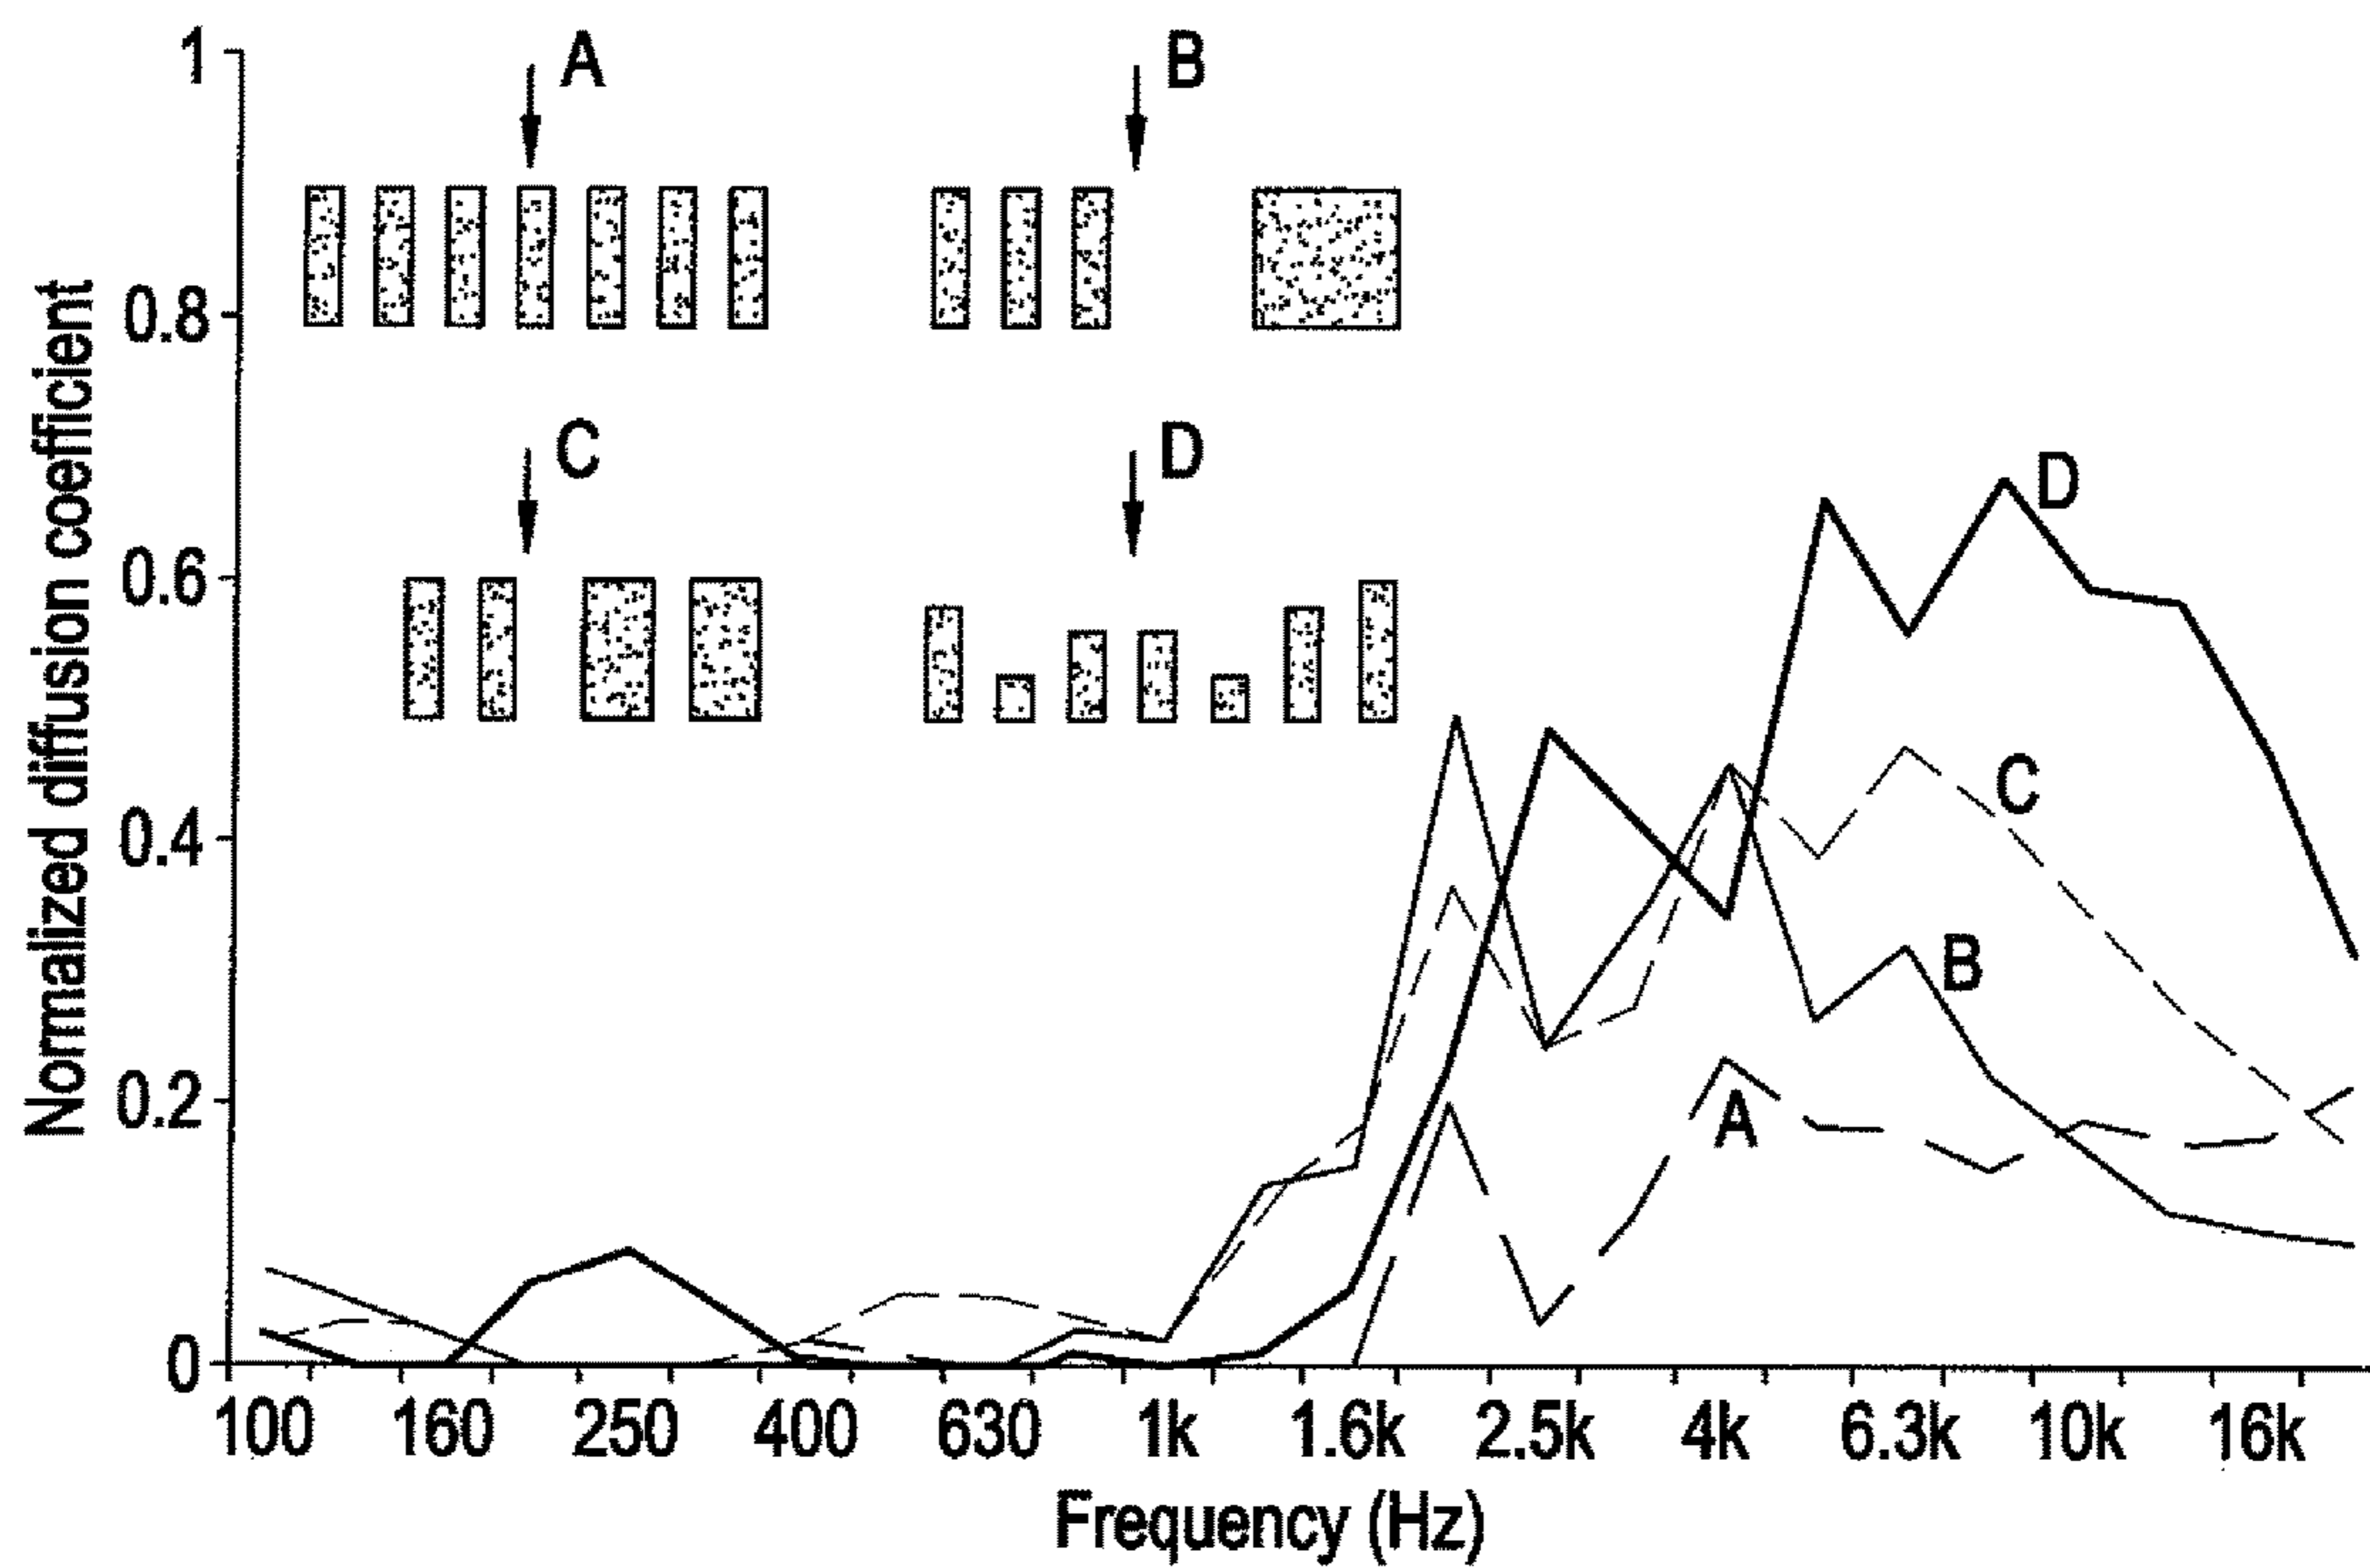 Normalized diffusion coefficient
1
0.8
0.6
0.4
0.2
0
A
B
C
D
D
C
B
A
100 160 250 400 630 1k 1.6k 2.5k 4k 6.3k 10k 16k
Frequency (Hz)